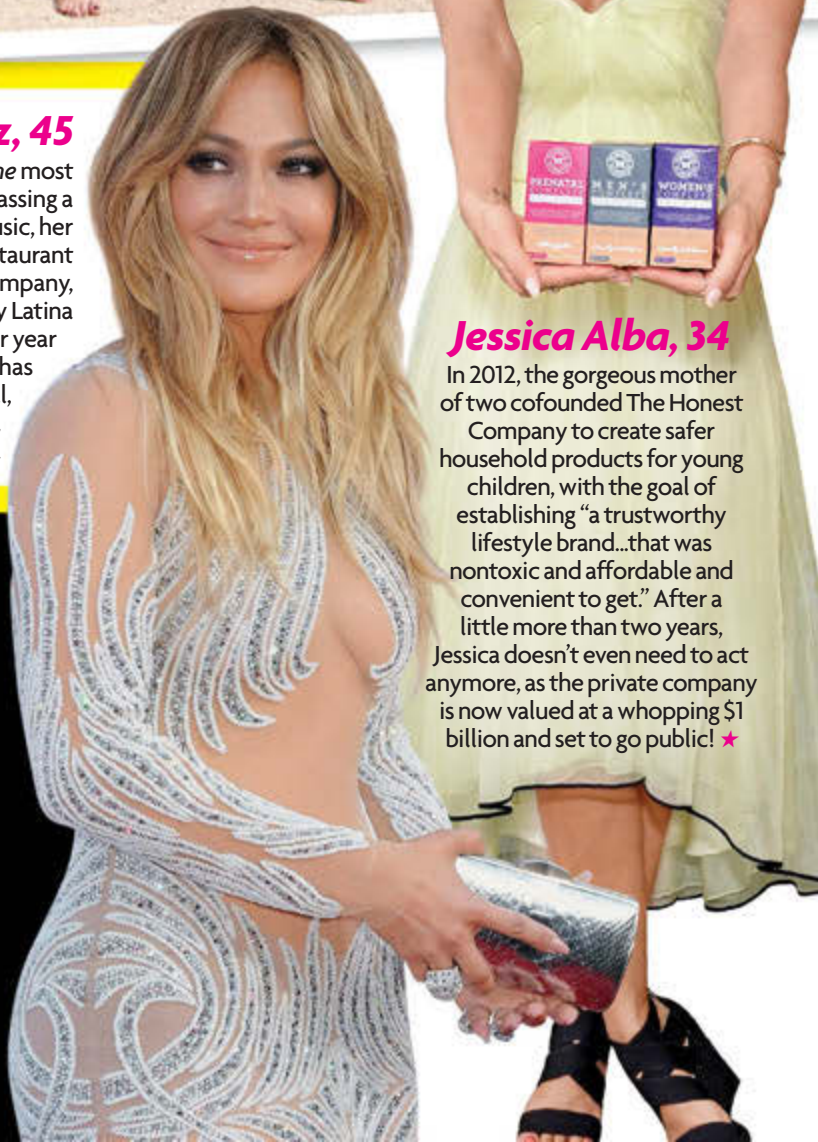 z, 45
he most
assing a
sic, her
taurant
mpany,
y Latina
r year
has
l,
PRENATAL
COMPLETE
MEN'S
COMPLETE
WOMEN'S
COMPLETE
Jessica Alba, 34
In 2012, the gorgeous mother
of two cofounded The Honest
Company to create safer
household products for young
children, with the goal of
establishing “a trustworthy
lifestyle brand...that was
nontoxic and affordable and
convenient to get.” After a
little more than two years,
Jessica doesn’t even need to act
anymore, as the private company
is now valued at a whopping $1
billion and set to go public! ★